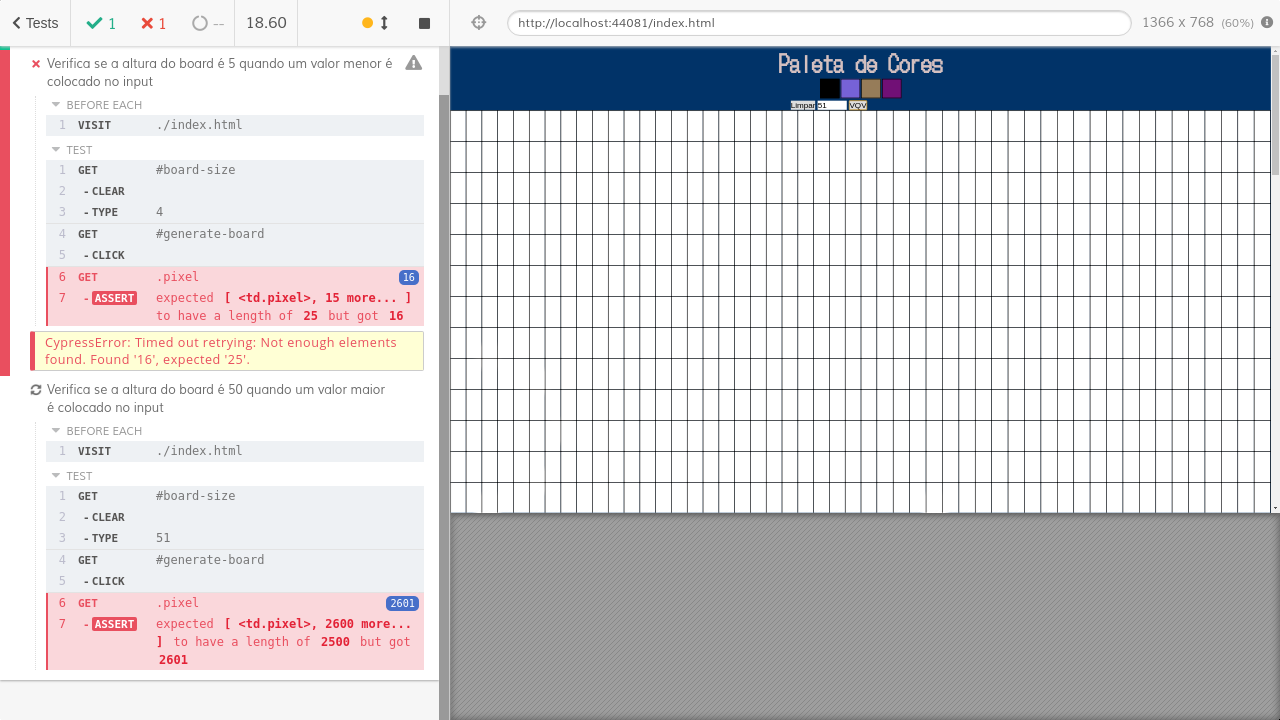 Tests
1
1
--
18.60
http://localhost:44081/index.html
1366 x 768 (60%)
Verifica se a altura do board é 5 quando um valor menor é
colocado no input
BEFORE EACH
1 VISIT ./index.html
TEST
1 GET #board-size
2 -CLEAR
3 -TYPE 4
4 GET #generate-board
5 -CLICK
6 GET .pixel 16
7 -ASSERT expected [ <td.pixel>, 15 more... ]
to have a length of 25 but got 16
CypressError: Timed out retrying: Not enough elements
found. Found '16', expected '25'.
Verifica se a altura do board é 50 quando um valor maior
é colocado no input
BEFORE EACH
1 VISIT ./index.html
TEST
1 GET #board-size
2 -CLEAR
3 -TYPE 51
4 GET #generate-board
5 -CLICK
6 GET .pixel 2601
7 -ASSERT expected [ <td.pixel>, 2600 more...
] to have a length of 2500 but got
2601
Paleta de Cores
Limpar 51 VQV